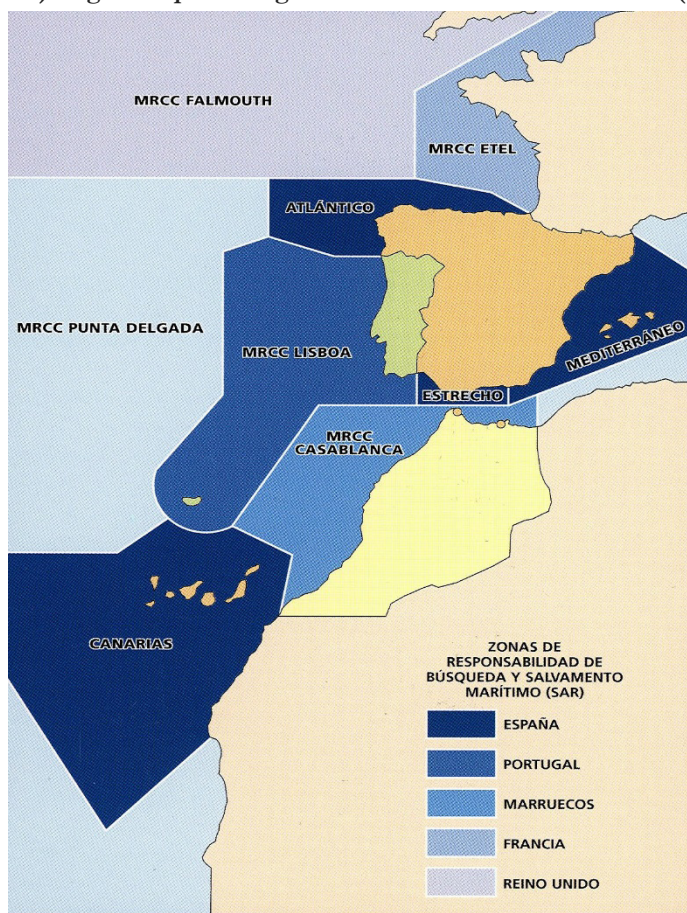 MRCC FALMOUTH
MRCC ETEL
ATLÁNTICO
MRCC PUNTA DELGADA
MRCC LISBOA
MEDITERRÁNEO
ESTRECHO
MRCC
CASABLANCA
CANARIAS
ZONAS DE
RESPONSABILIDAD DE
BÚSQUEDA Y SALVAMENTO
MARÍTIMO (SAR)
ESPAÑA
PORTUGAL
MARRUECOS
FRANCIA
REINO UNIDO